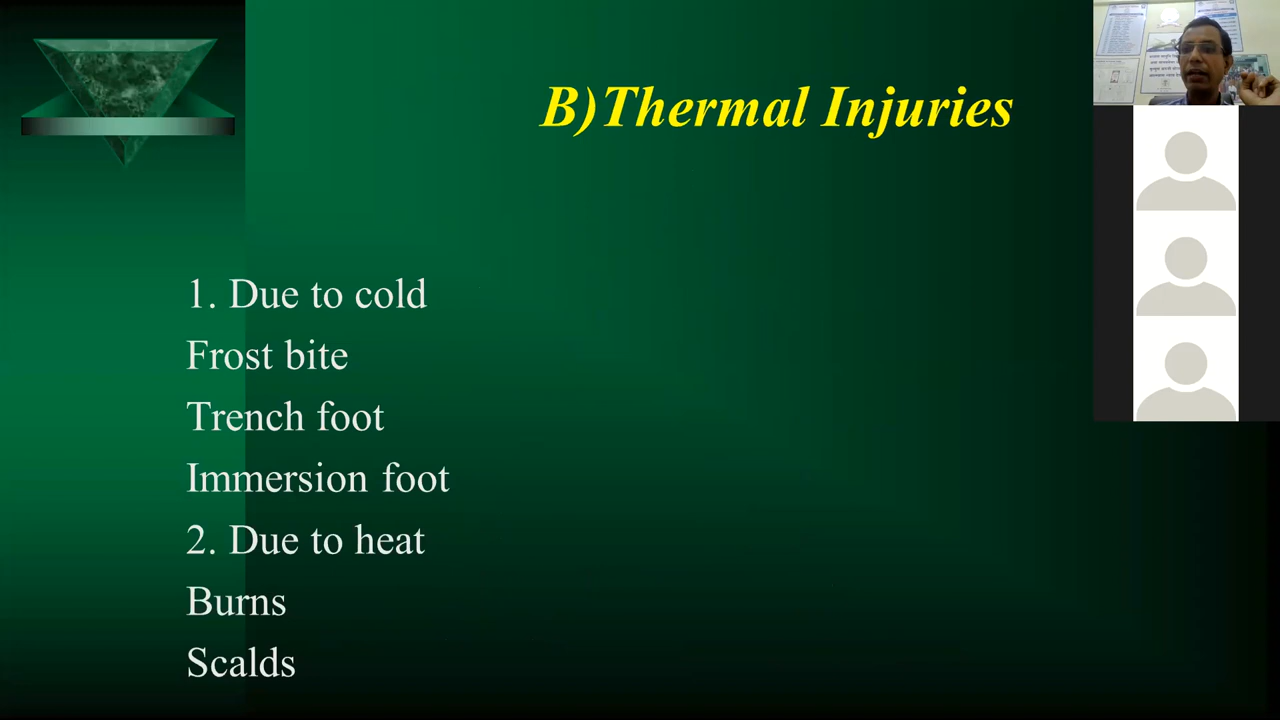 B)Thermal Injuries
1. Due to cold
Frost bite
Trench foot
Immersion foot
2. Due to heat
Burns
Scalds